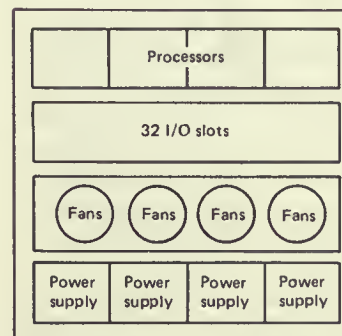 Processors
32 I/O slots
Fans Fans Fans Fans
Power Power Power Power
supply supply supply supply